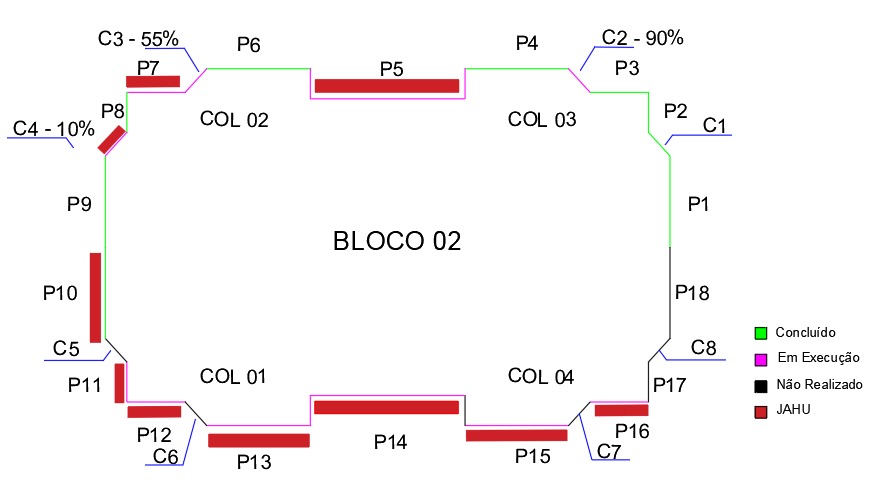 C3 - 55%
P6
P4
C2 - 90%
P7
P5
P3
P8
COL 02
COL 03
P2
C4 - 10%
C1
P9
P1
BLOCO 02
P10
P18
Concluído
C5
C8
Em Execução
P11
COL 01
COL 04
P17
Não Realizado
JAHU
P12
P14
P16
C6
P13
P15
C7